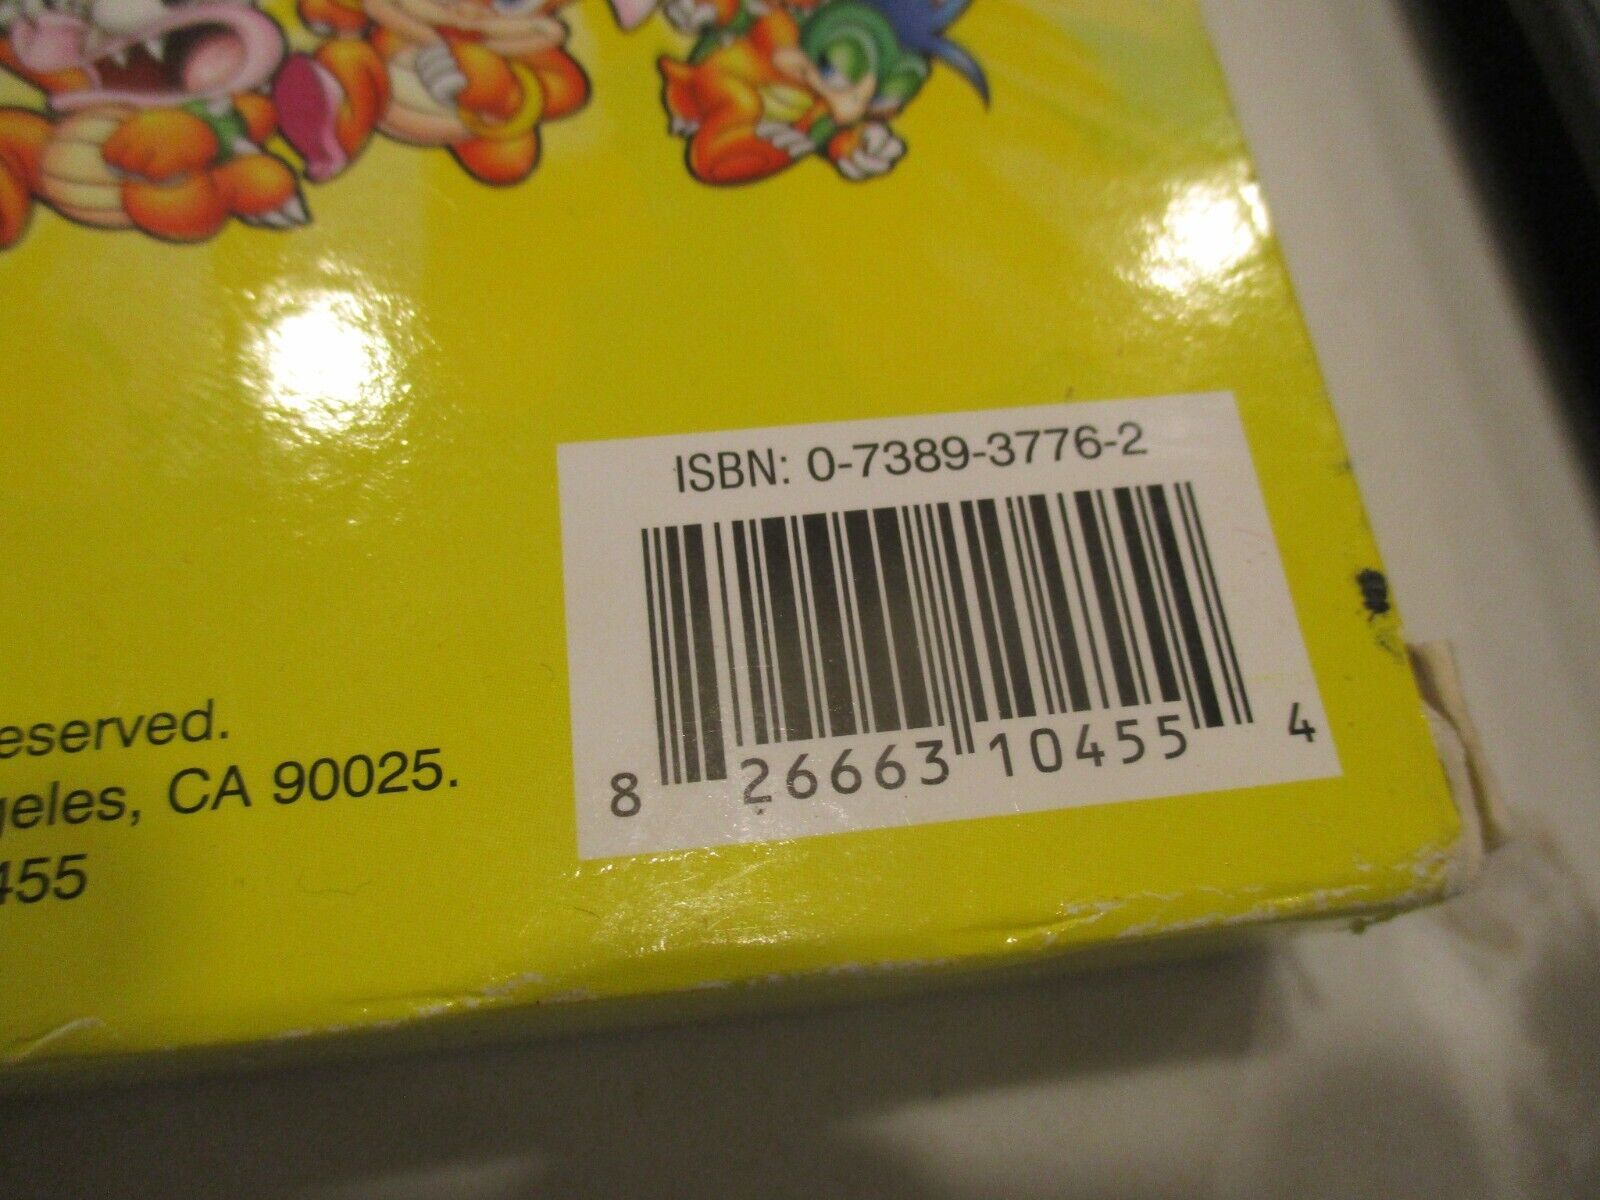 ISBN: 0-7389-3776-2
8 26663 10455 4
eserved.
geles, CA 90025.
455